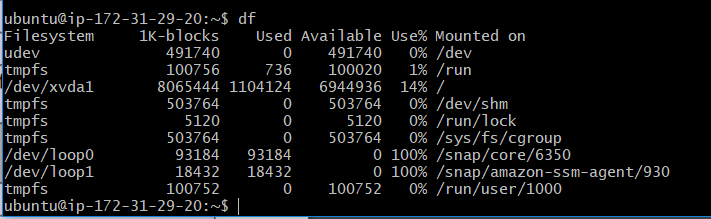 ubuntu@ip-172-31-29-20:~$ df
Filesystem     1K-blocks    Used Available Use% Mounted on
udev              491740       0    491740   0% /dev
tmpfs             100756     736    100020   1% /run
/dev/xvda1       8065444 1104124   6944936  14% /
tmpfs             503764       0    503764   0% /dev/shm
tmpfs               5120       0      5120   0% /run/lock
tmpfs             503764       0    503764   0% /sys/fs/cgroup
/dev/loop0         93184   93184         0 100% /snap/core/6350
/dev/loop1         18432   18432         0 100% /snap/amazon-ssm-agent/930
tmpfs             100752       0    100752   0% /run/user/1000
ubuntu@ip-172-31-29-20:~$